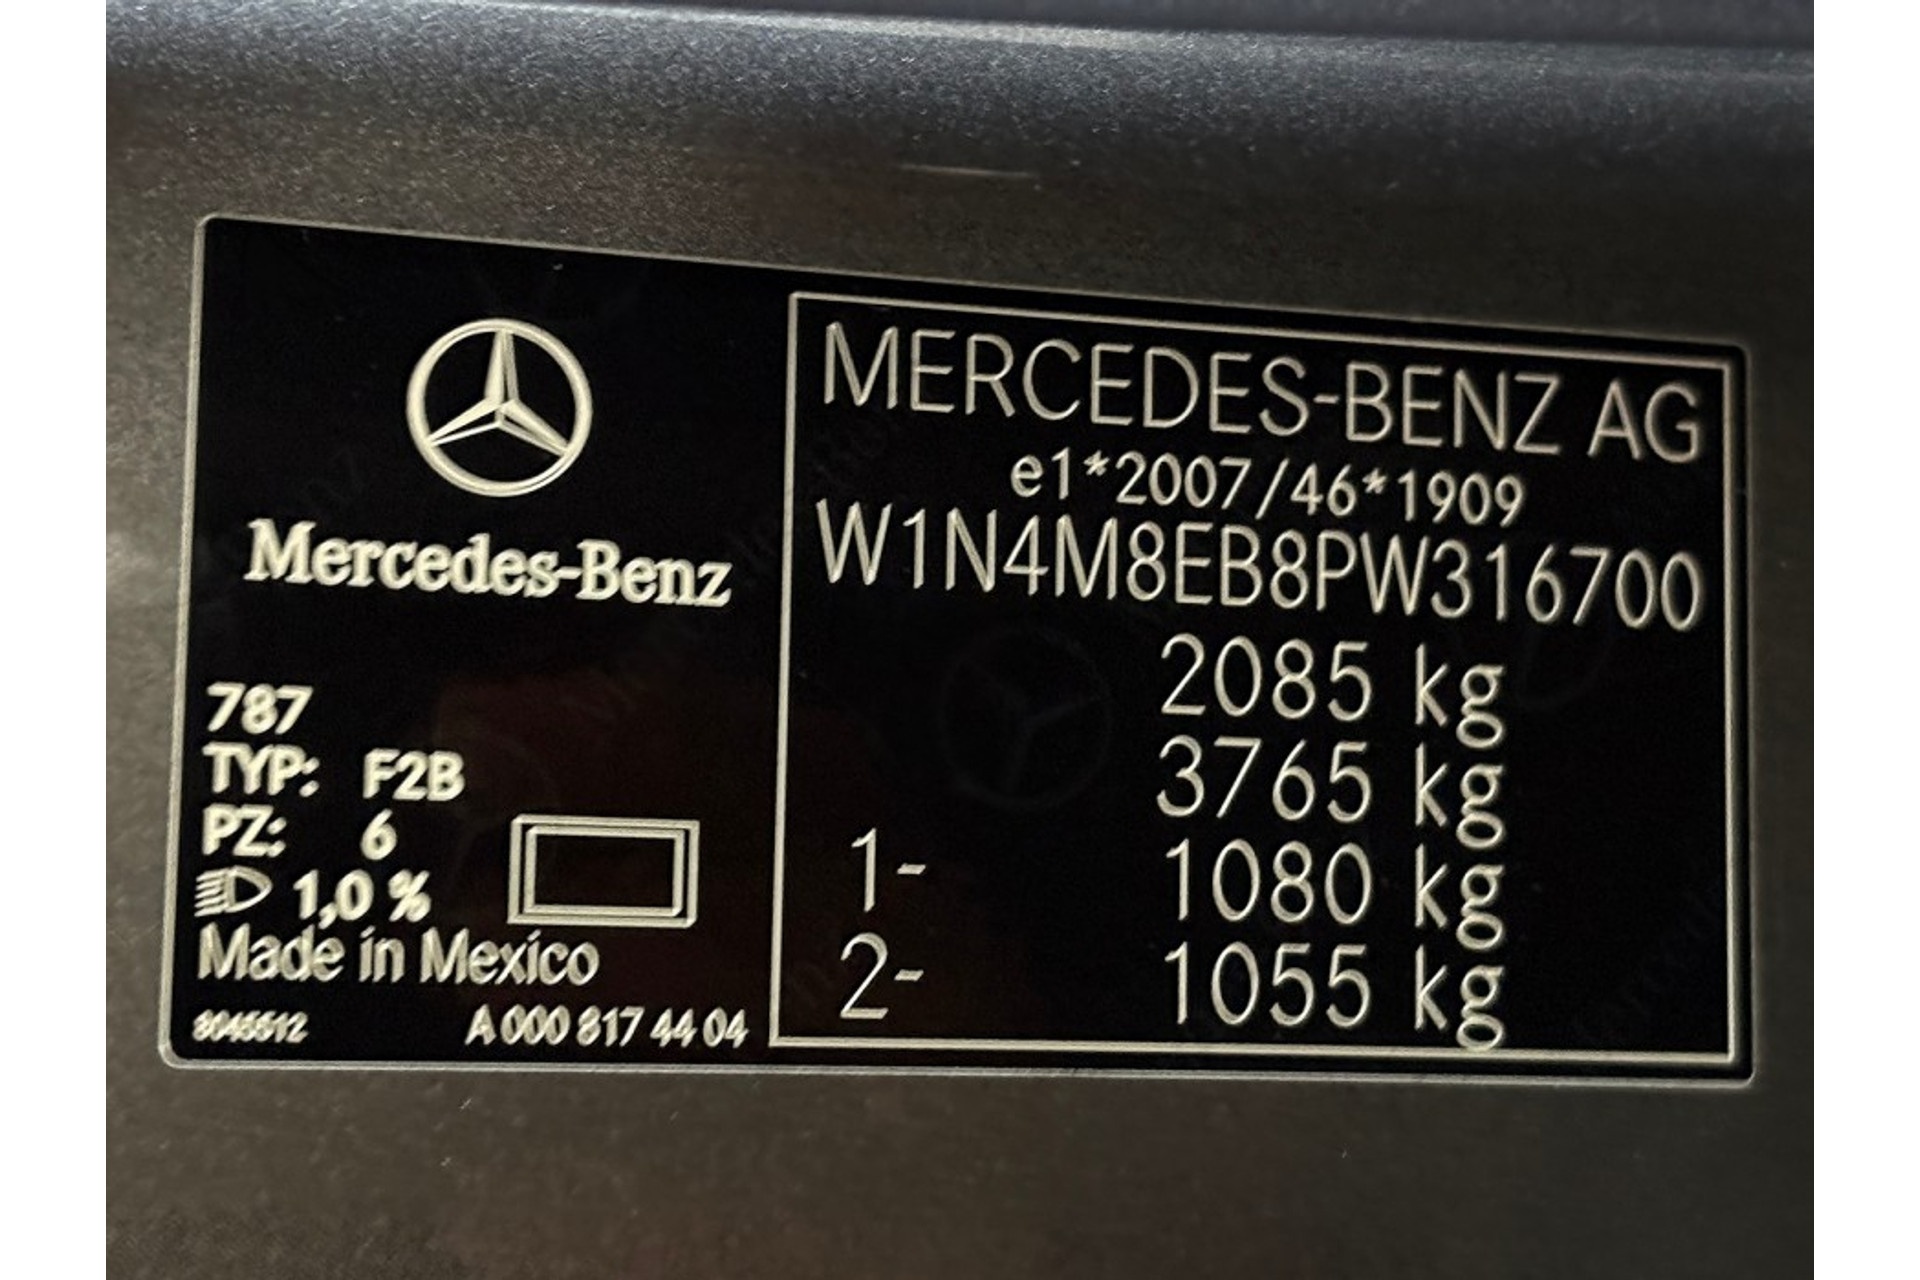 Mercedes-Benz
787
TYP: F2B
PZ: 6
1,0 %
Made in Mexico
8045512 A 000 817 44 04
MERCEDES-BENZ AG
e1*2007/46*1909
W1N4M8EB8PW316700
2085 kg
3765 kg
1- 1080 kg
2- 1055 kg